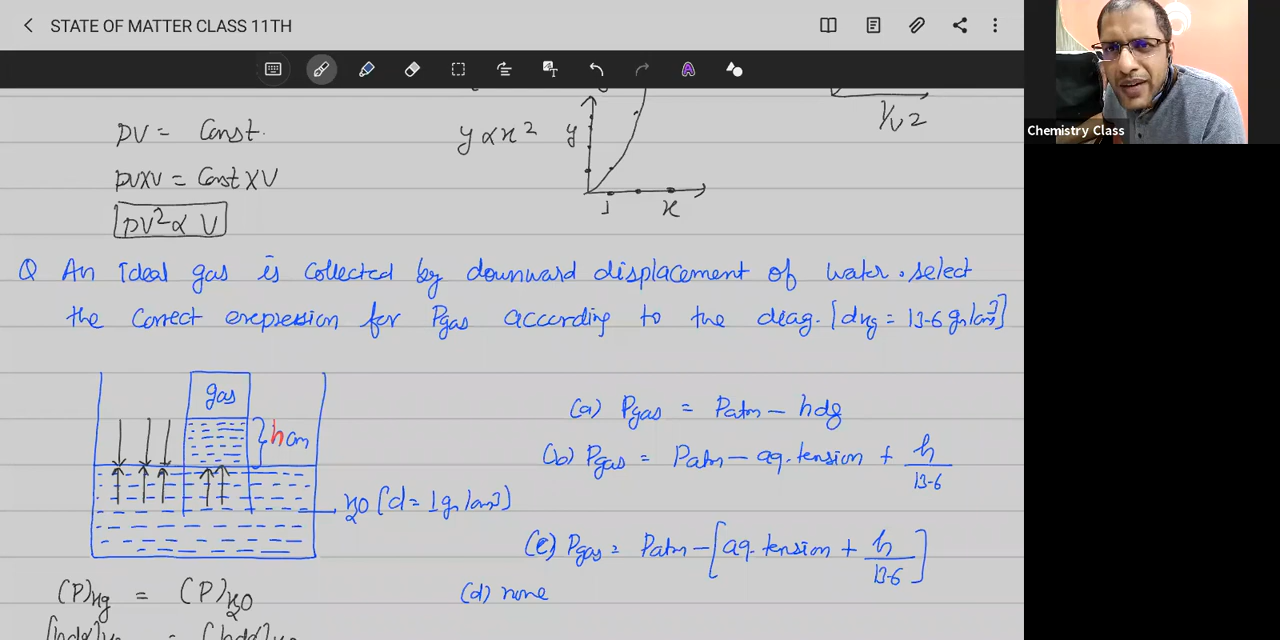 STATE OF MATTER CLASS 11TH
Chemistry Class
PV = Const.
PV×V = Const × V
PV² ∝ V
y ∝ x²
y
1
x
1/V²
Q An Ideal gas is collected by downward displacement of water. select
the correct expression for Pgas according to the diag. [dHg = 13.6 gm/cm³]
gas
h cm
H₂O [d = 1 gm/cm³]
(a) Pgas = Patm – hdg
(b) Pgas = Patm – aq. tension + h/13.6
(c) Pgas = Patm – [aq. tension + h/13.6]
(d) none
(P)Hg = (P)H₂O